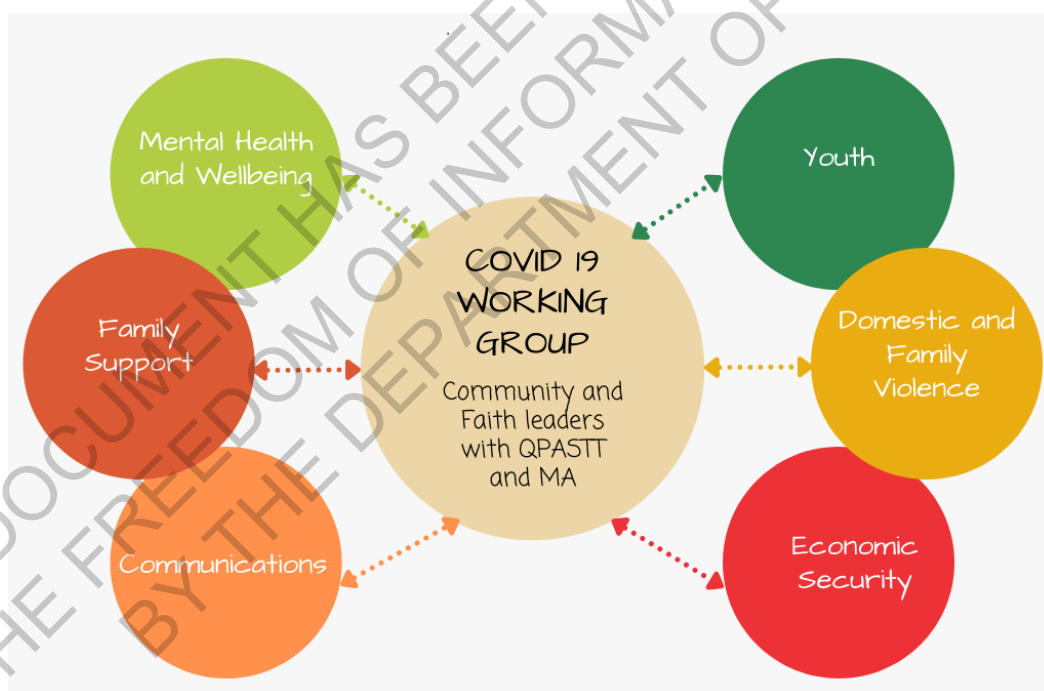 Mental Health
and Wellbeing
Youth
COVID 19
WORKING
GROUP
Community and
Faith leaders
with QPASTT
and MA
Family
Support
Domestic and
Family
Violence
Communications
Economic
Security
DOCUMENT HAS BEEN
THE FREEDOM OF INFORMA
BY THE DEPARTMENT OF